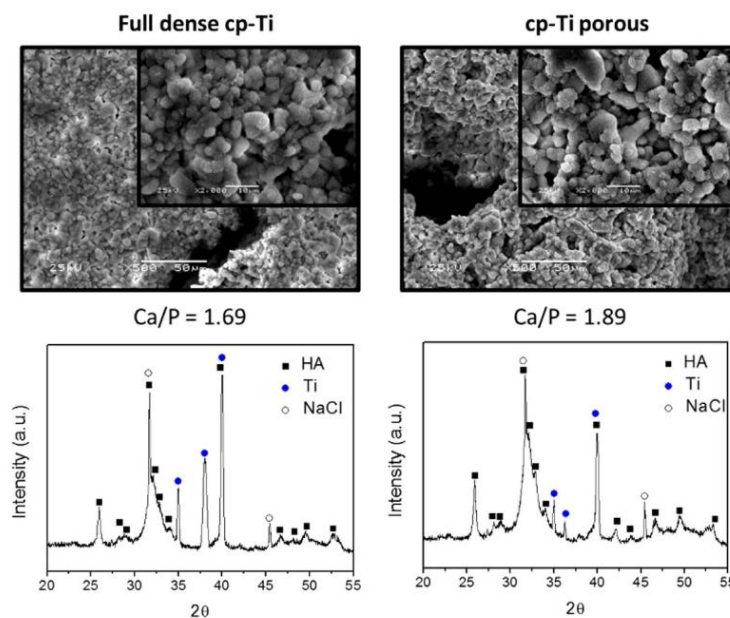 Full dense cp-Ti
cp-Ti porous
25kV X2,000 10µm
25kV X500 50µm
25kV X2,000 10µm
25kV X500 50µm
Ca/P = 1.69
Ca/P = 1.89
HA
Ti
NaCl
Intensity (a.u.)
20 25 30 35 40 45 50 55
2θ
HA
Ti
NaCl
Intensity (a.u.)
20 25 30 35 40 45 50 55
2θ